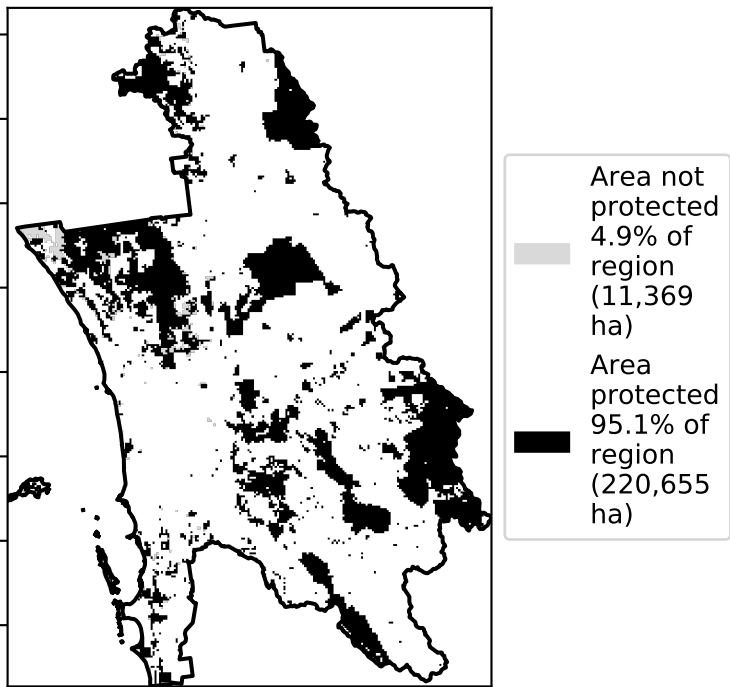 Area not
protected
4.9% of
region
(11,369
ha)
Area
protected
95.1% of
region
(220,655
ha)